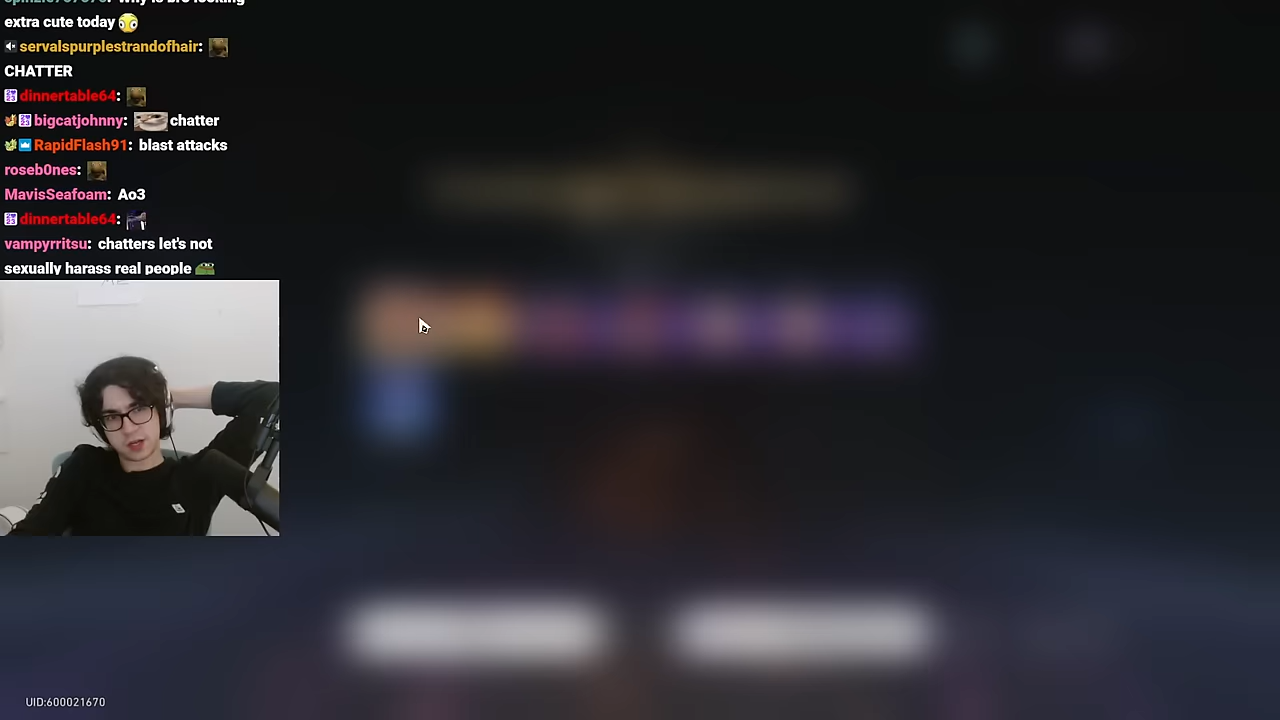 extra cute today
servalspurplestrandofhair:
CHATTER
dinnertable64:
bigcatjohnny: chatter
RapidFlash91: blast attacks
roseb0nes:
MavisSeafoam: Ao3
dinnertable64:
vampyrritsu: chatters let's not
sexually harass real people
UID:600021670